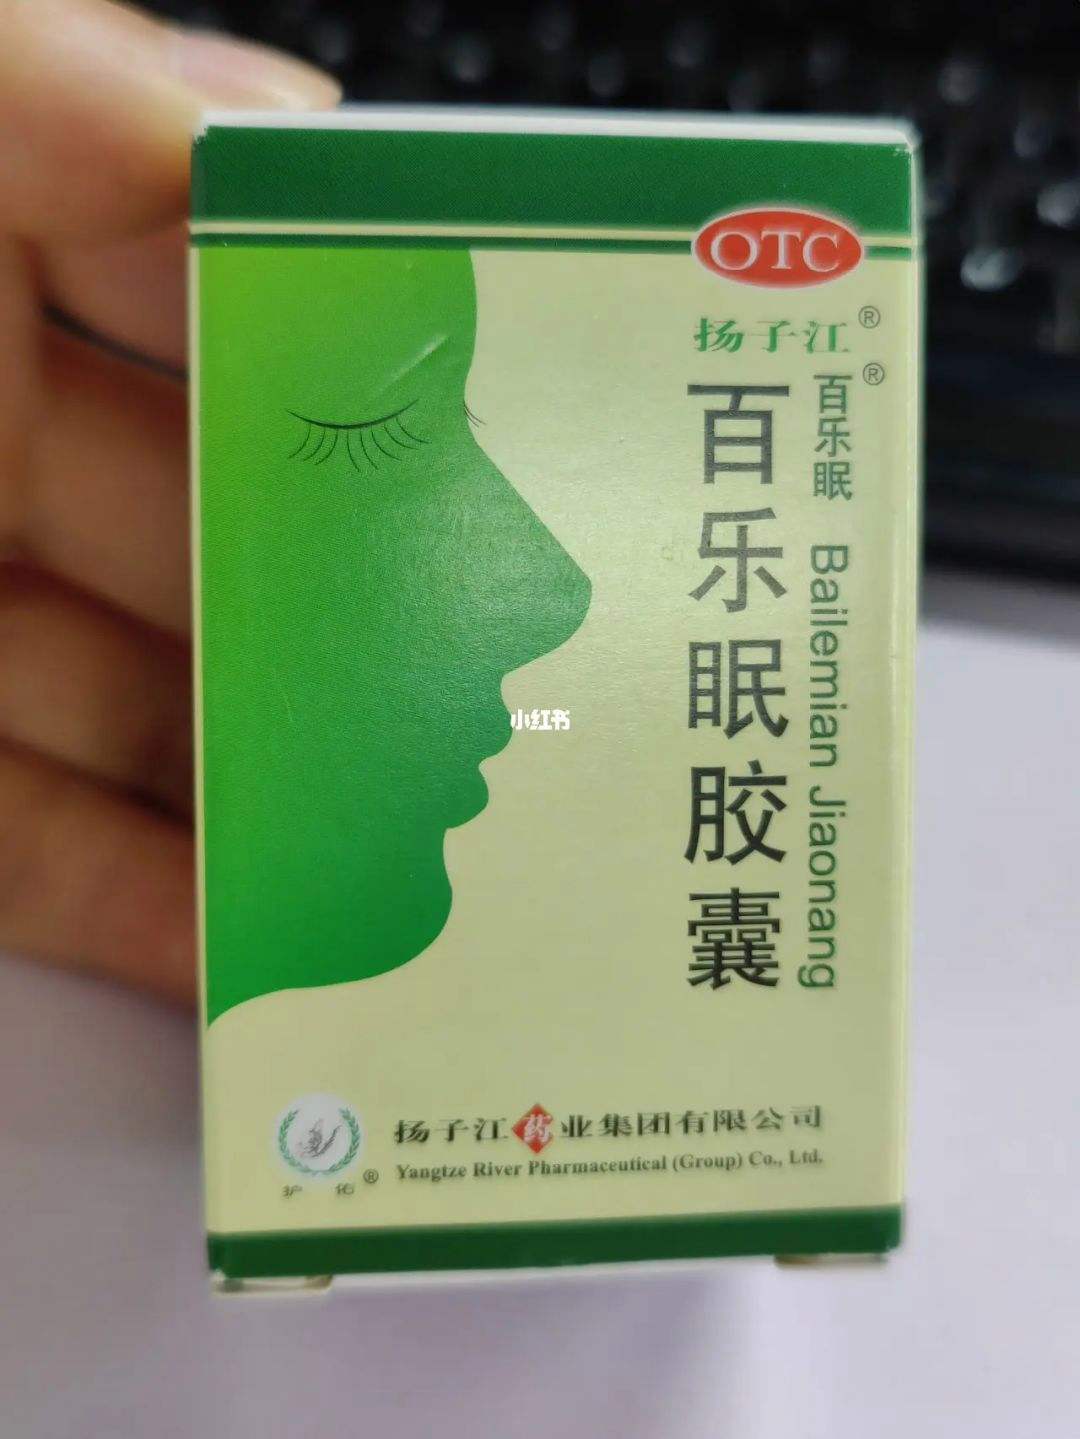 OTC
扬子江®
百乐眠®
百乐眠胶囊
Bailemian Jiaonang
小红书
护佑®
扬子江药业集团有限公司
Yangtze River Pharmaceutical (Group) Co., Ltd.